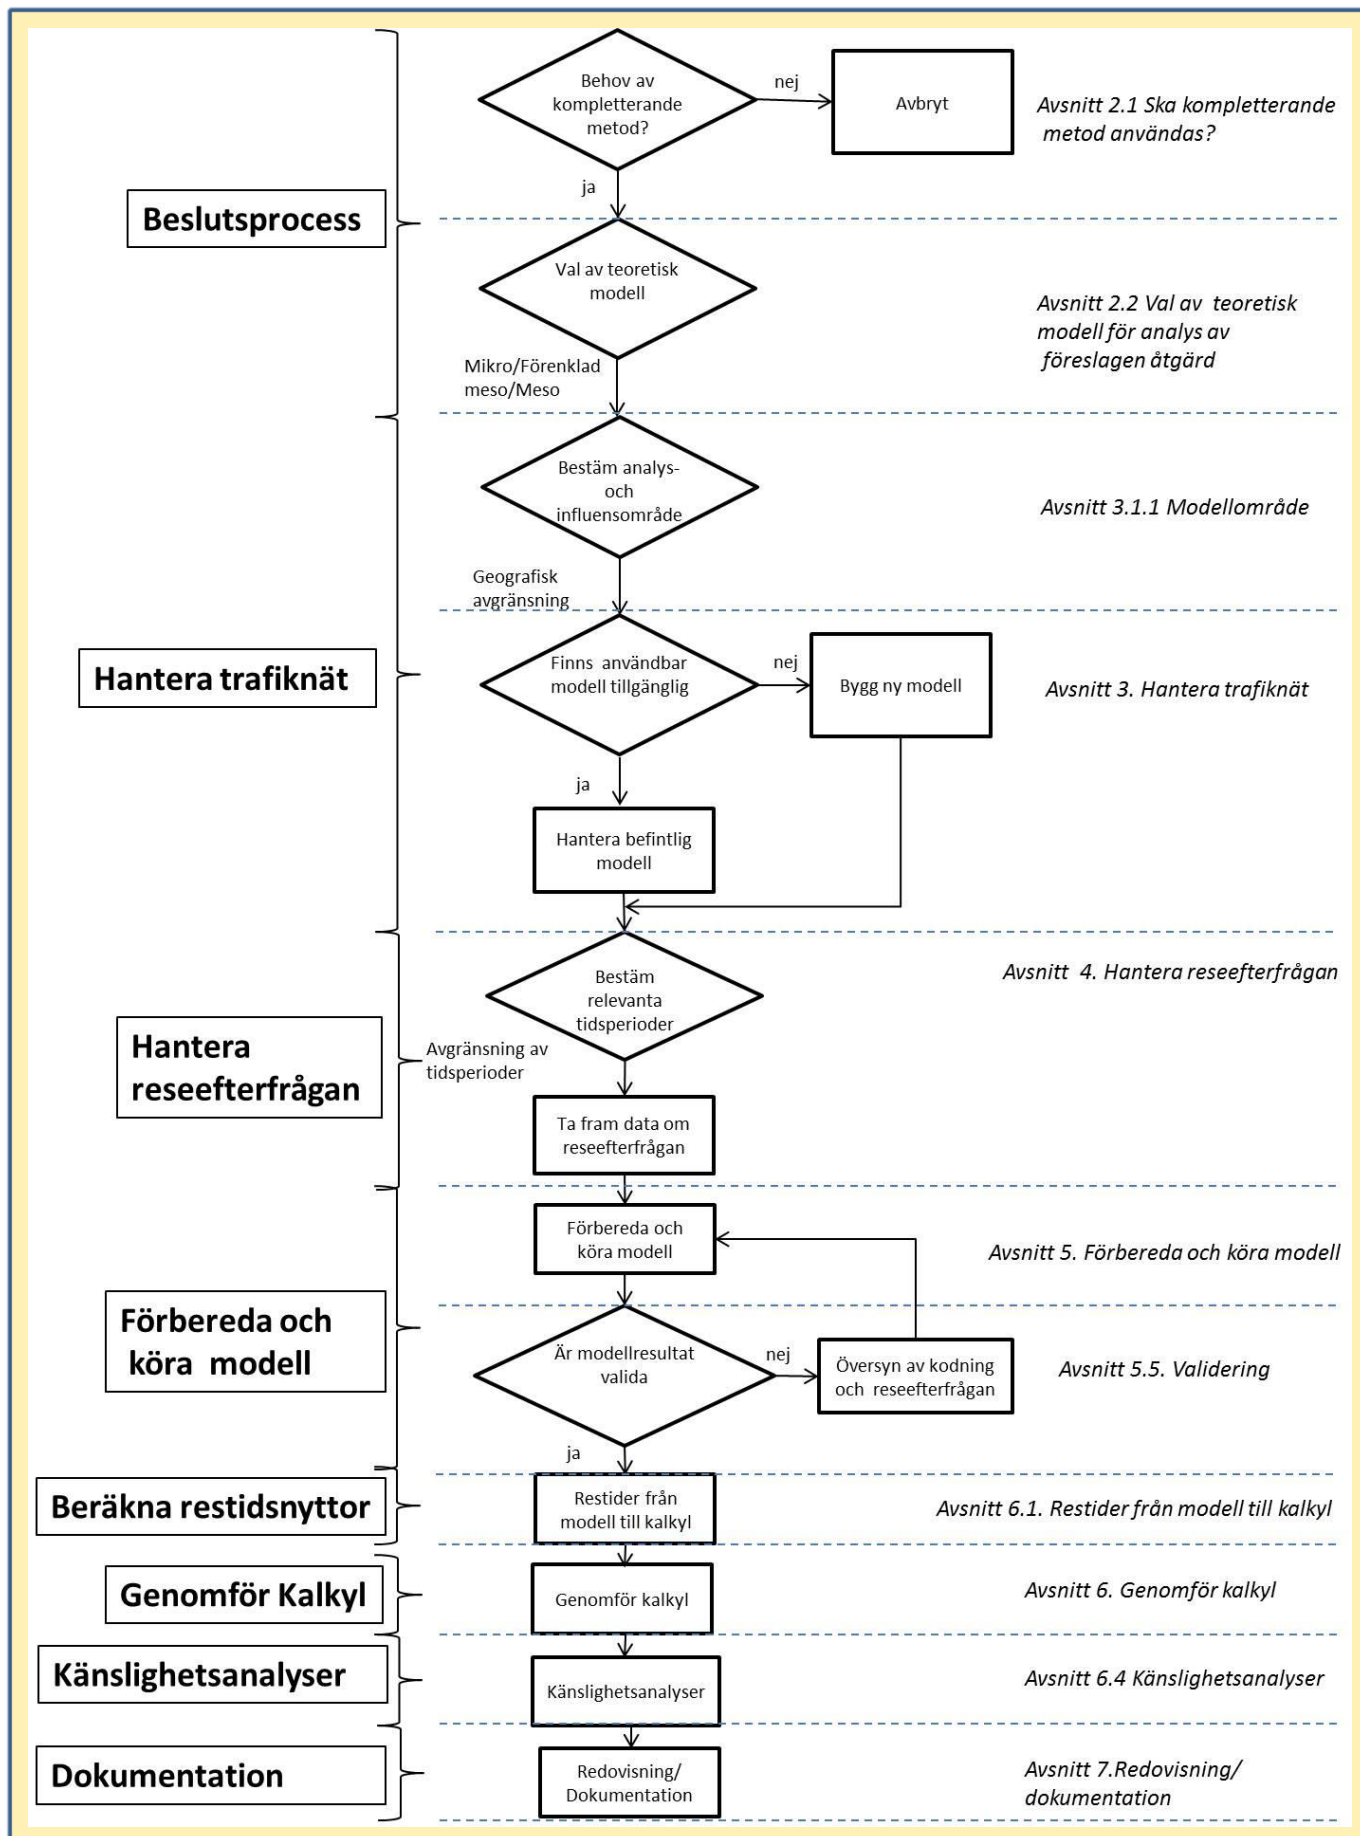 Behov av
kompletterande
metod?
nej
Avbryt
Avsnitt 2.1 Ska kompletterande
metod användas?
ja
Beslutsprocess
Val av teoretisk
modell
Avsnitt 2.2 Val av teoretisk
modell för analys av
föreslagen åtgärd
Mikro/Förenklad
meso/Meso
Bestäm analys-
och
influensområde
Avsnitt 3.1.1 Modellområde
Geografisk
avgränsning
Hantera trafiknät
Finns användbar
modell tillgänglig
nej
Bygg ny modell
Avsnitt 3. Hantera trafiknät
ja
Hantera befintlig
modell
Avsnitt 4. Hantera reseefterfrågan
Bestäm
relevanta
tidsperioder
Hantera
reseefterfrågan
Avgränsning av
tidsperioder
Ta fram data om
reseefterfrågan
Förbereda och
köra modell
Avsnitt 5. Förbereda och köra modell
Förbereda och
köra modell
Är modellresultat
valida
nej
Översyn av kodning
och reseefterfrågan
Avsnitt 5.5. Validering
ja
Beräkna restidsnyttor
Restider från
modell till kalkyl
Avsnitt 6.1. Restider från modell till kalkyl
Genomför Kalkyl
Genomför kalkyl
Avsnitt 6. Genomför kalkyl
Känslighetsanalyser
Känslighetsanalyser
Avsnitt 6.4 Känslighetsanalyser
Dokumentation
Redovisning/
Dokumentation
Avsnitt 7.Redovisning/
dokumentation